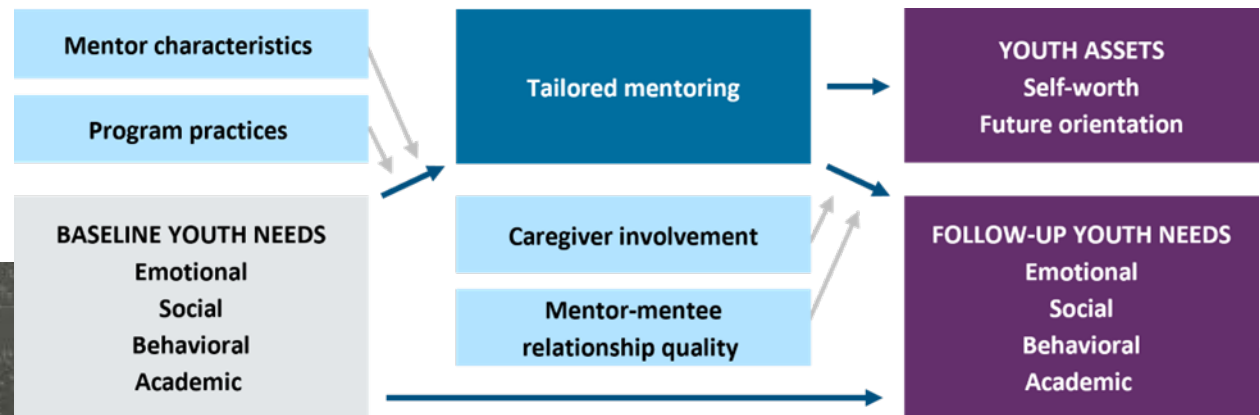 Mentor characteristics
Program practices
BASELINE YOUTH NEEDS
Emotional
Social
Behavioral
Academic
Tailored mentoring
Caregiver involvement
Mentor-mentee
relationship quality
YOUTH ASSETS
Self-worth
Future orientation
FOLLOW-UP YOUTH NEEDS
Emotional
Social
Behavioral
Academic